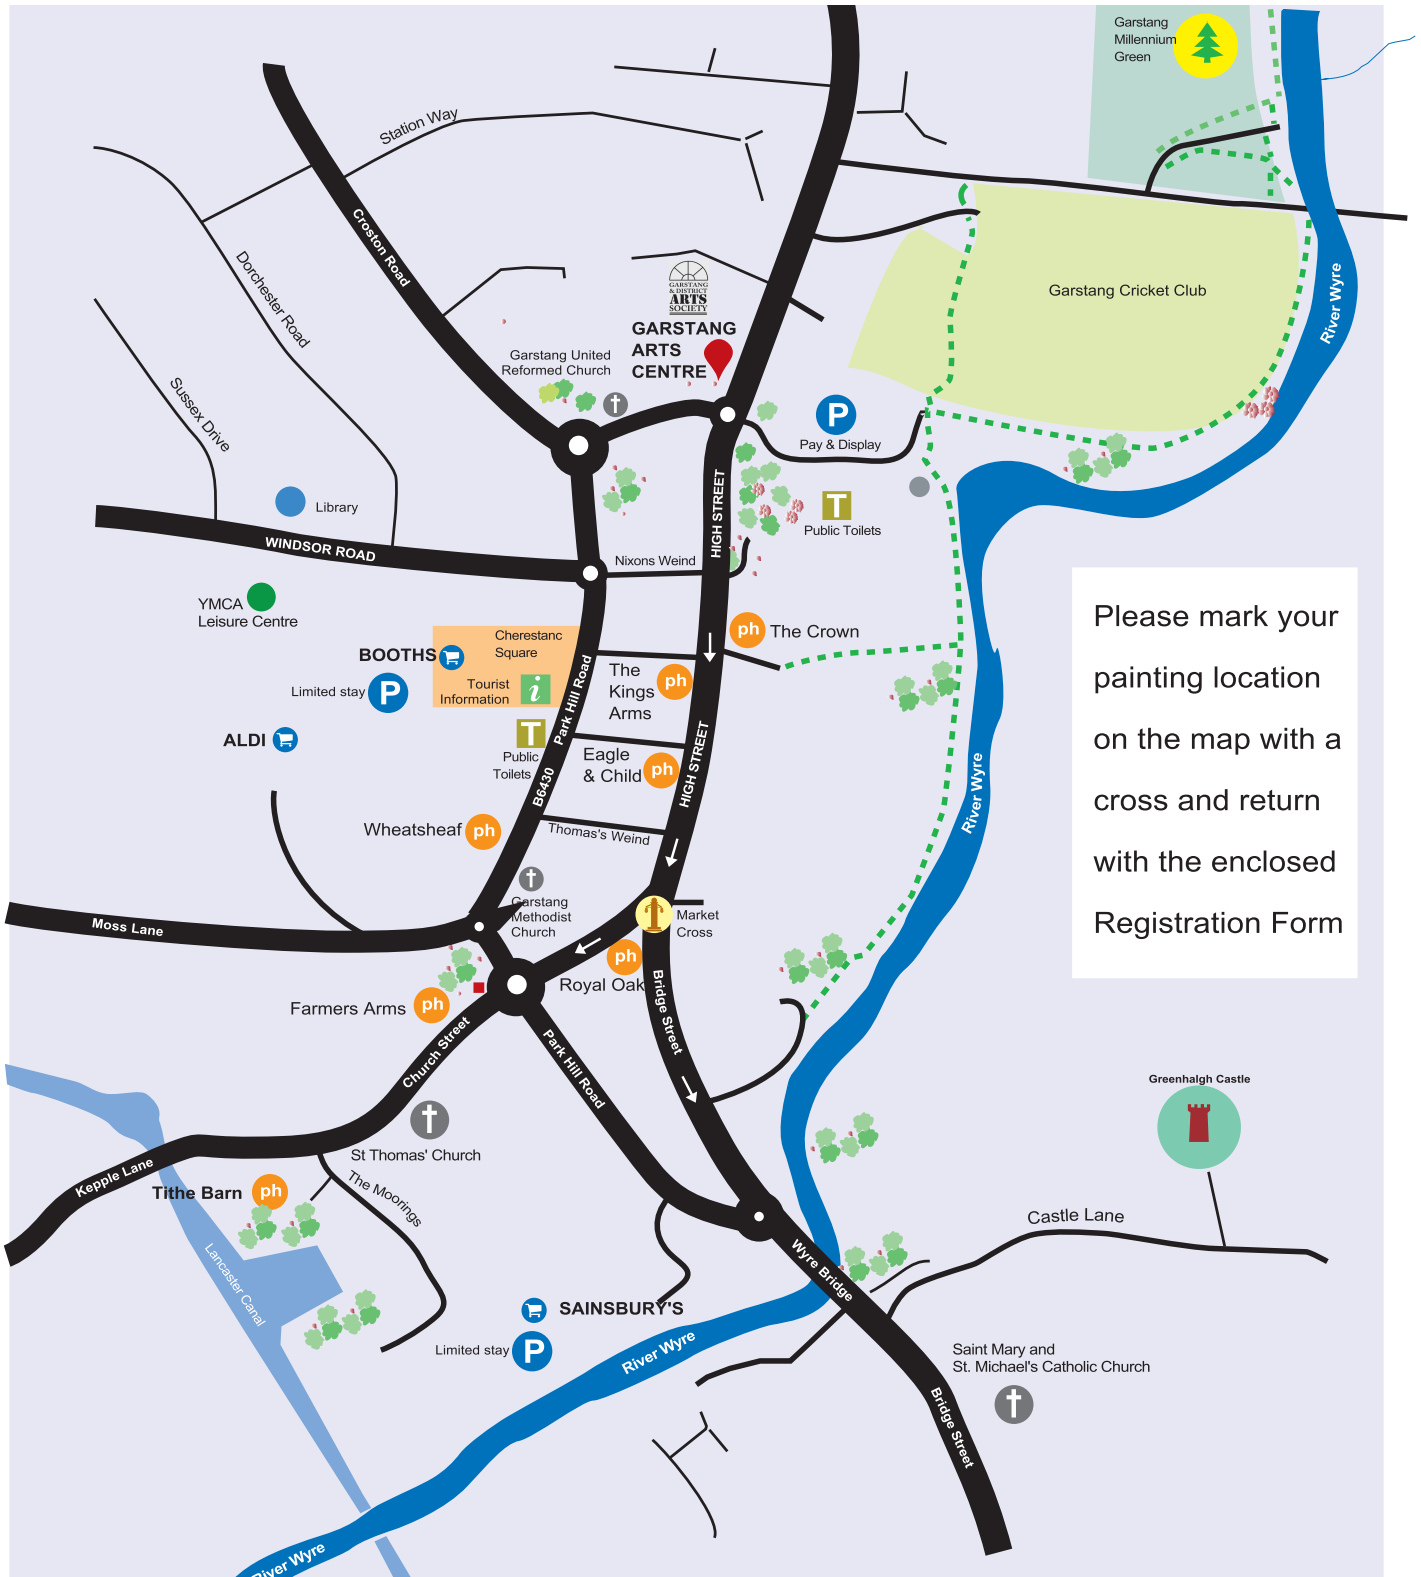 Garstang
Millennium
Green
Station Way
Croston Road
Dorchester Road
Sussex Drive
GARSTANG
& DISTRICT
ARTS
SOCIETY
GARSTANG
ARTS
CENTRE
Garstang United
Reformed Church
Garstang Cricket Club
River Wyre
P
Pay & Display
HIGH STREET
T
Public Toilets
Library
WINDSOR ROAD
Nixons Weind
YMCA
Leisure Centre
Cherestanc
Square
BOOTHS
Tourist
Information
i
Limited stay
P
ALDI
T
Public
Toilets
Park Hill Road
B6430
ph
The Crown
The
Kings
Arms
ph
Eagle
& Child
ph
HIGH STREET
Thomas's Weind
Wheatsheaf
ph
River Wyre
Please mark your
painting location
on the map with a
cross and return
with the enclosed
Registration Form
Garstang
Methodist
Church
Market
Cross
Moss Lane
ph
Royal Oak
Farmers Arms
ph
Bridge Street
Church Street
Park Hill Road
St Thomas' Church
Kepple Lane
Tithe Barn
ph
The Moorings
Lancaster Canal
Greenhalgh Castle
Castle Lane
Wyre Bridge
SAINSBURY'S
Limited stay
P
River Wyre
Saint Mary and
St. Michael's Catholic Church
Bridge Street
River Wyre